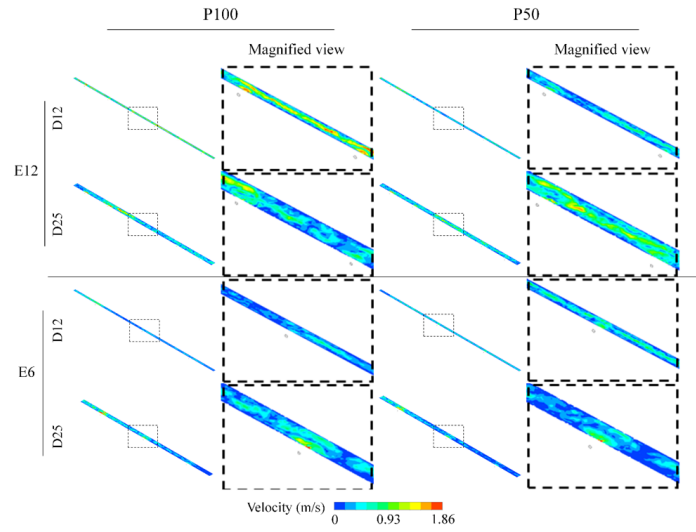 P100 P50
Magnified view Magnified view
E12
D12
D25
E6
D12
D25
Velocity (m/s)
0 0.93 1.86